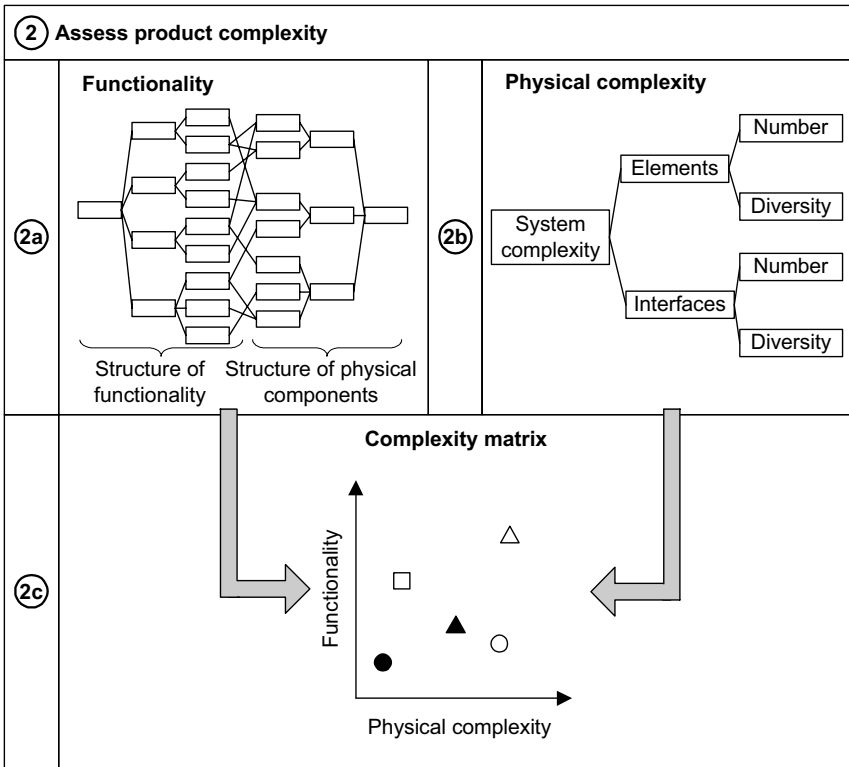 2 Assess product complexity
2a
Functionality
Structure of
functionality
Structure of physical
components
2b
Physical complexity
System
complexity
Elements
Interfaces
Number
Diversity
Number
Diversity
2c
Complexity matrix
Functionality
Physical complexity